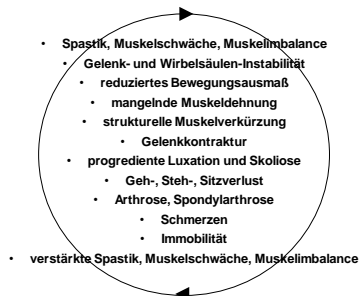 • Spastik, Muskelschwäche, Muskelimbalance
• Gelenk- und Wirbelsäulen-Instabilität
• reduziertes Bewegungsausmaß
• mangelnde Muskeldehnung
• strukturelle Muskelverkürzung
• Gelenkkontraktur
• progrediente Luxation und Skoliose
• Geh-, Steh-, Sitzverlust
• Arthrose, Spondylarthrose
• Schmerzen
• Immobilität
• verstärkte Spastik, Muskelschwäche, Muskelimbalance